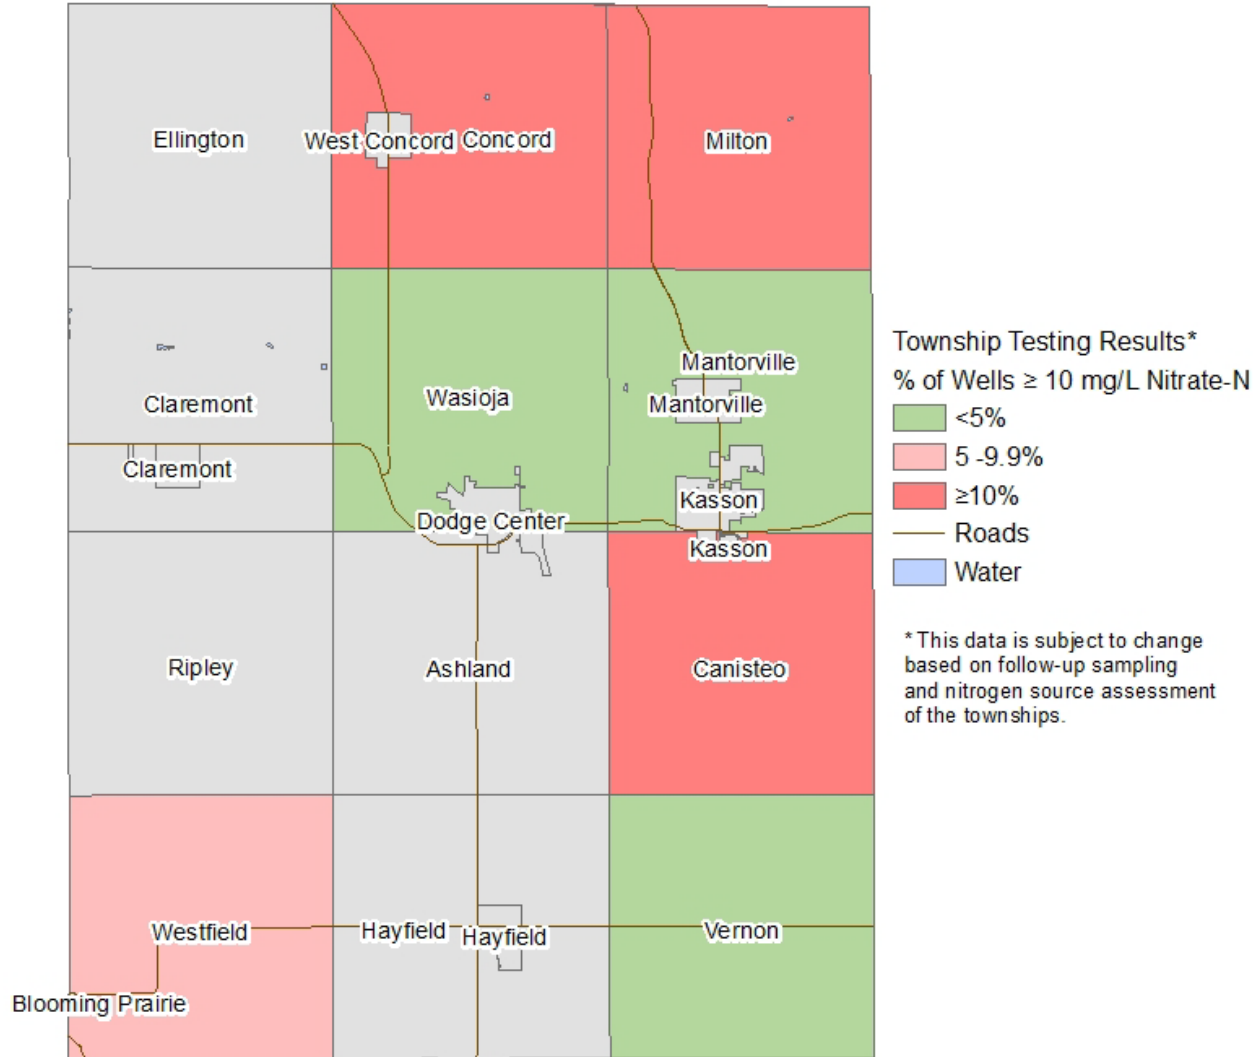 Ellington
West Concord
Concord
Milton
Mantorville
Wasioja
Claremont
Mantorville
Claremont
Kasson
Dodge Center
Kasson
Ripley
Ashland
Canisteo
Westfield
Hayfield
Hayfield
Vernon
Blooming Prairie
Township Testing Results*
% of Wells ≥ 10 mg/L Nitrate-N
<5%
5 -9.9%
≥10%
Roads
Water
* This data is subject to change
based on follow-up sampling
and nitrogen source assessment
of the townships.